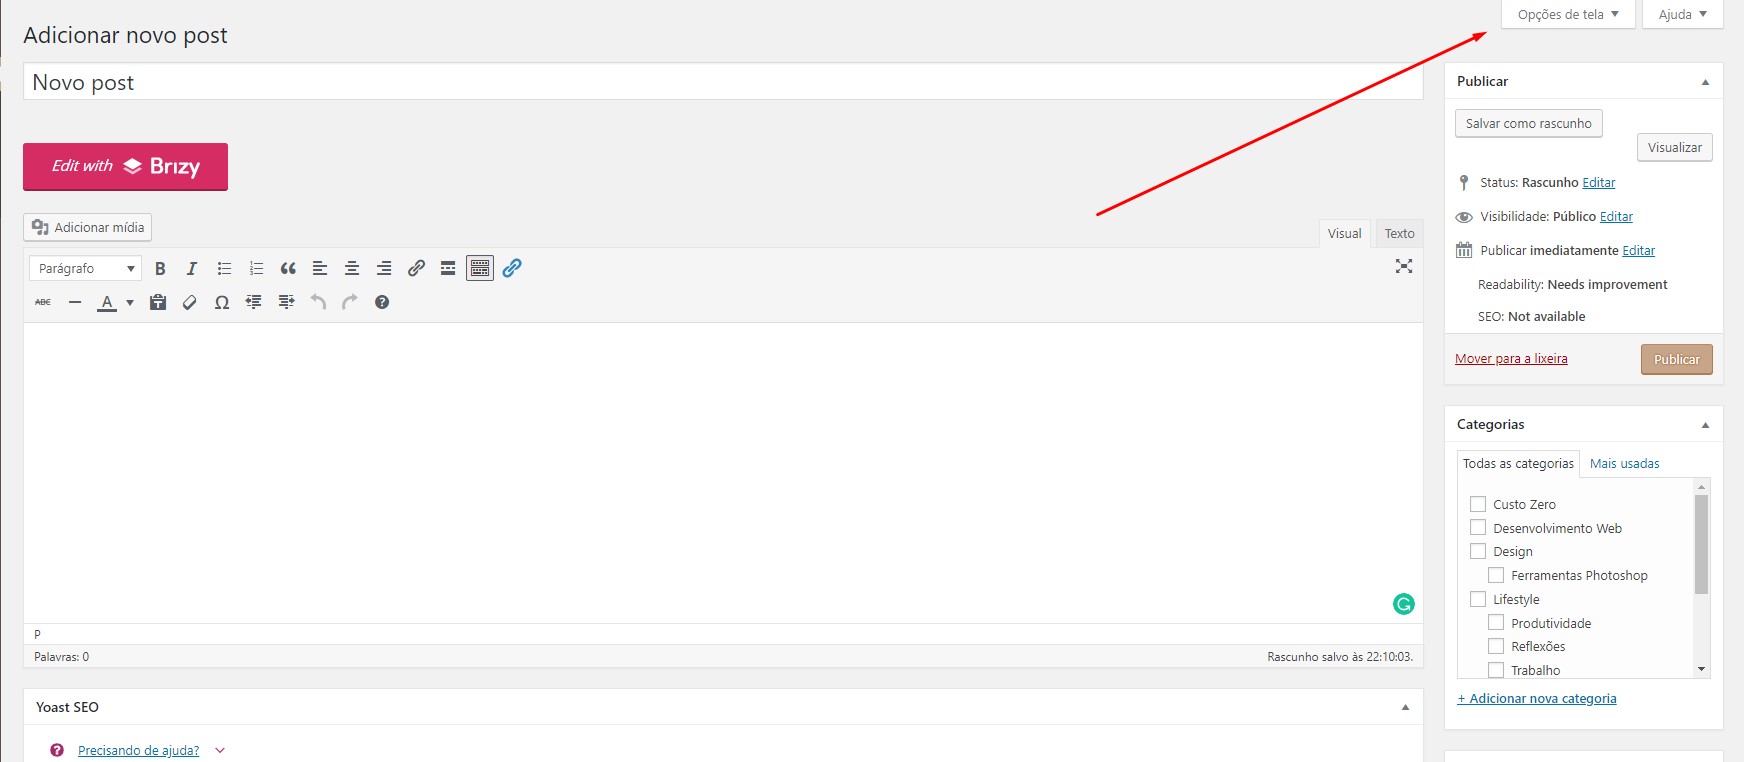 Opções de tela
Ajuda
Adicionar novo post
Novo post
Edit with Brizy
Adicionar mídia
Visual
Texto
Parágrafo
B
I
ABC
A
Ω
P
Palavras: 0
Rascunho salvo às 22:10:03.
Yoast SEO
Precisando de ajuda?
Publicar
Salvar como rascunho
Visualizar
Status: Rascunho Editar
Visibilidade: Público Editar
Publicar imediatamente Editar
Readability: Needs improvement
SEO: Not available
Mover para a lixeira
Publicar
Categorias
Todas as categorias
Mais usadas
Custo Zero
Desenvolvimento Web
Design
Ferramentas Photoshop
Lifestyle
Produtividade
Reflexões
Trabalho
+ Adicionar nova categoria